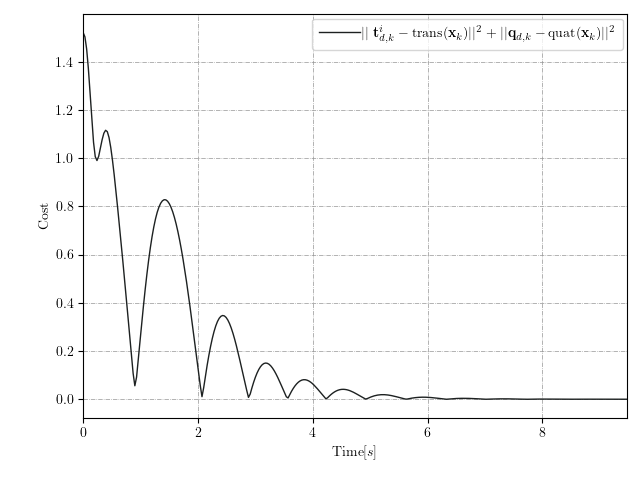 || t^i_{d,k} − trans(x_k)||² + ||q_{d,k} − quat(x_k)||²
1.4
1.2
1.0
0.8
0.6
0.4
0.2
0.0
Cost
0 2 4 6 8
Time[s]